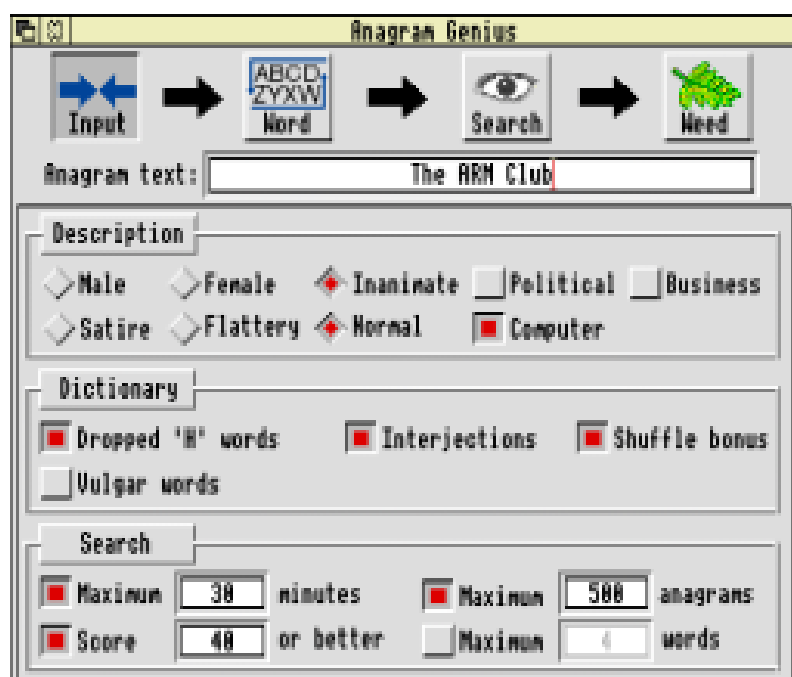 Anagram Genius
ABCD
ZYXW
Input Word Search Weed
Anagram text: The ARM Club
Description
Male Female Inanimate Political Business
Satire Flattery Normal Computer
Dictionary
Dropped 'H' words Interjections Shuffle bonus
Vulgar words
Search
Maximum 30 minutes Maximum 500 anagrams
Score 40 or better Maximum 4 words